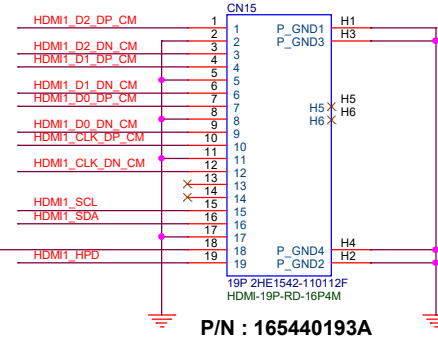 CN15
HDMI1_D2_DP_CM 1 1 P_GND1 H1
2 2 P_GND3 H3
HDMI1_D2_DN_CM 3 3
HDMI1_D1_DP_CM 4 4
5 5
HDMI1_D1_DN_CM 6 6
HDMI1_D0_DP_CM 7 7 H5 H5
8 8 H6 H6
HDMI1_D0_DN_CM 9 9
HDMI1_CLK_DP_CM 10 10
11 11
HDMI1_CLK_DN_CM 12 12
13 13
14 14
HDMI1_SCL 15 15
HDMI1_SDA 16 16
17 17
18 18 P_GND4 H4
HDMI1_HPD 19 19 P_GND2 H2
19P 2HE1542-110112F
HDMI-19P-RD-16P4M
P/N : 165440193A